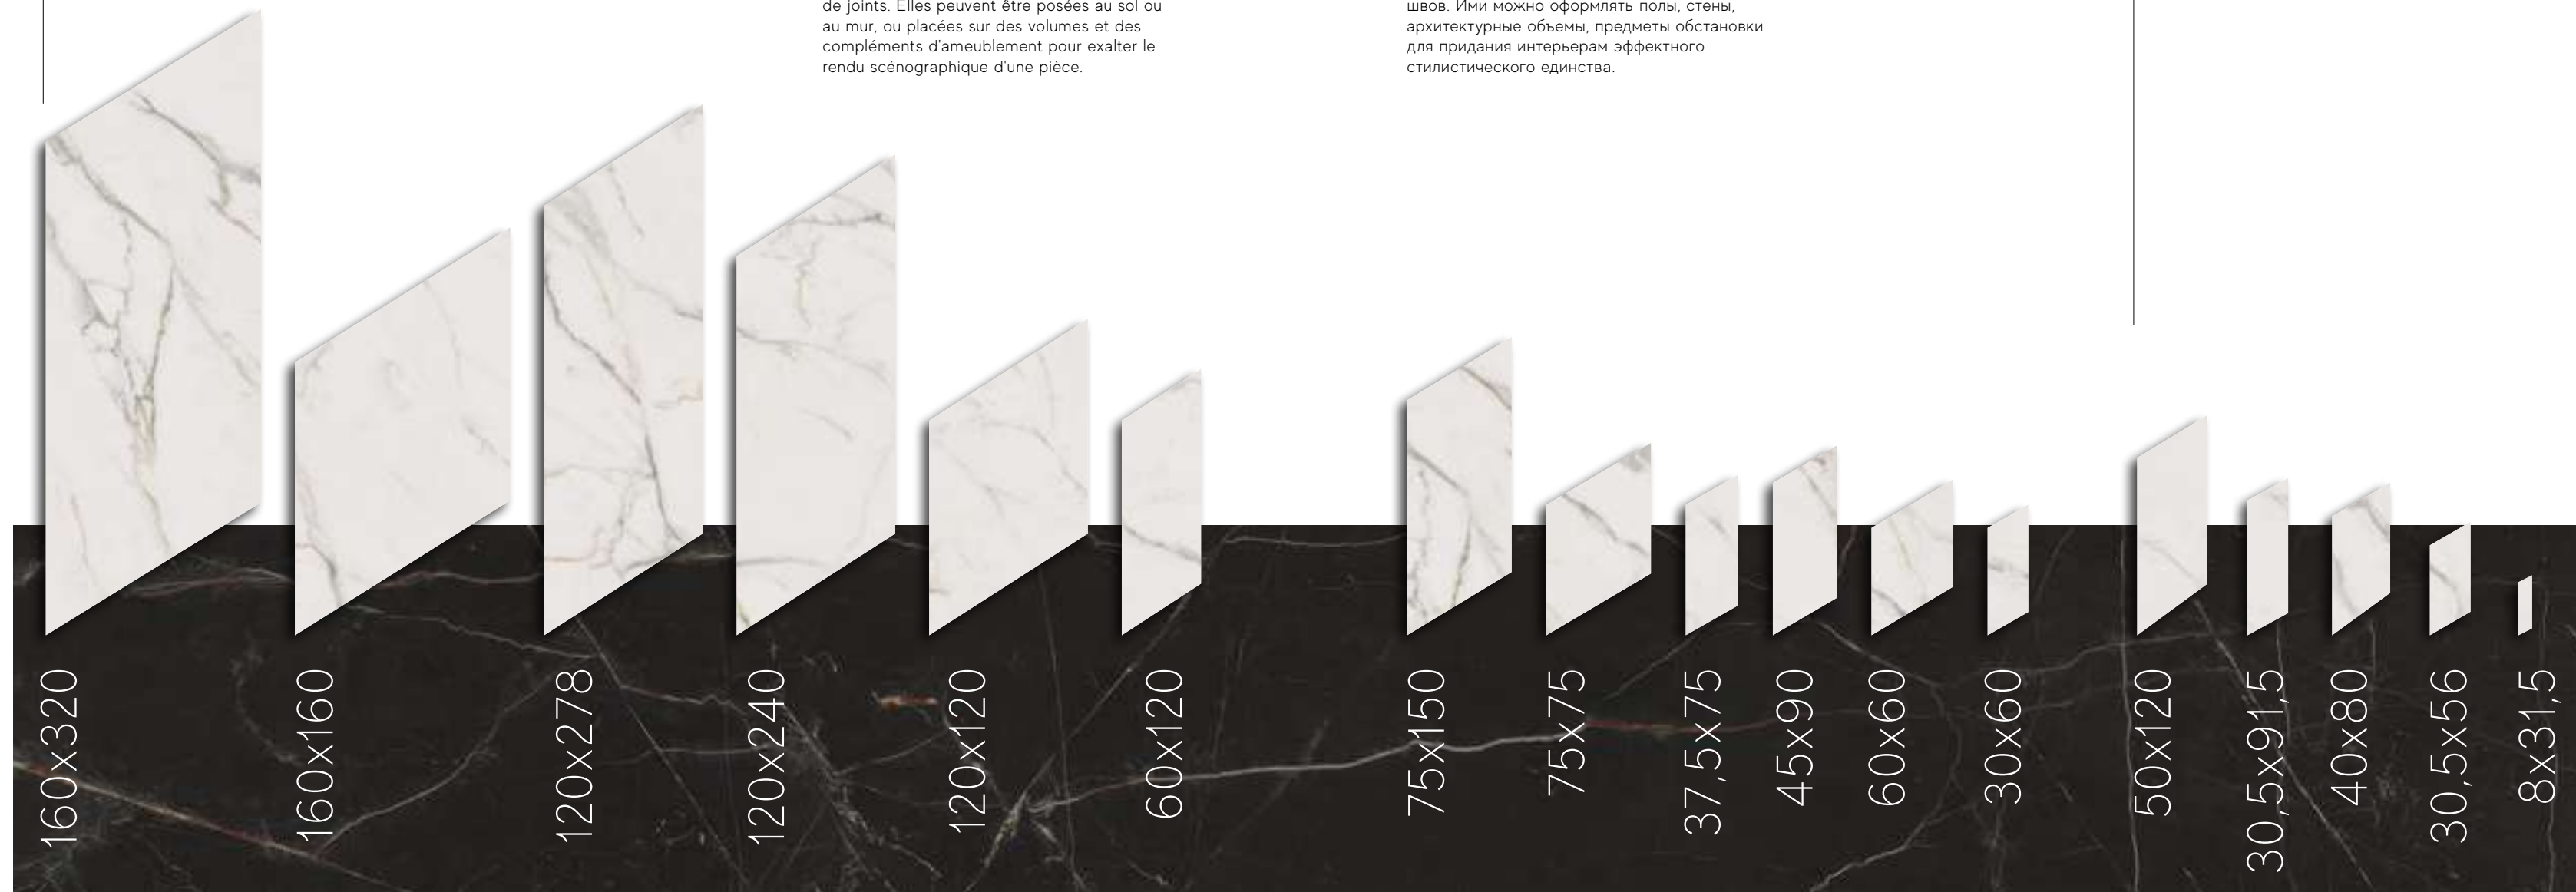 de joints. Elles peuvent être posées au sol ou
au mur, ou placées sur des volumes et des
compléments d'ameublement pour exalter le
rendu scénographique d'une pièce.
швов. Ими можно оформлять полы, стены,
архитектурные объемы, предметы обстановки
для придания интерьерам эффектного
стилистического единства.
160x320
160x160
120x278
120x240
120x120
60x120
75x150
75x75
37,5x75
45x90
60x60
30x60
50x120
30,5x91,5
40x80
30,5x56
8x31,5